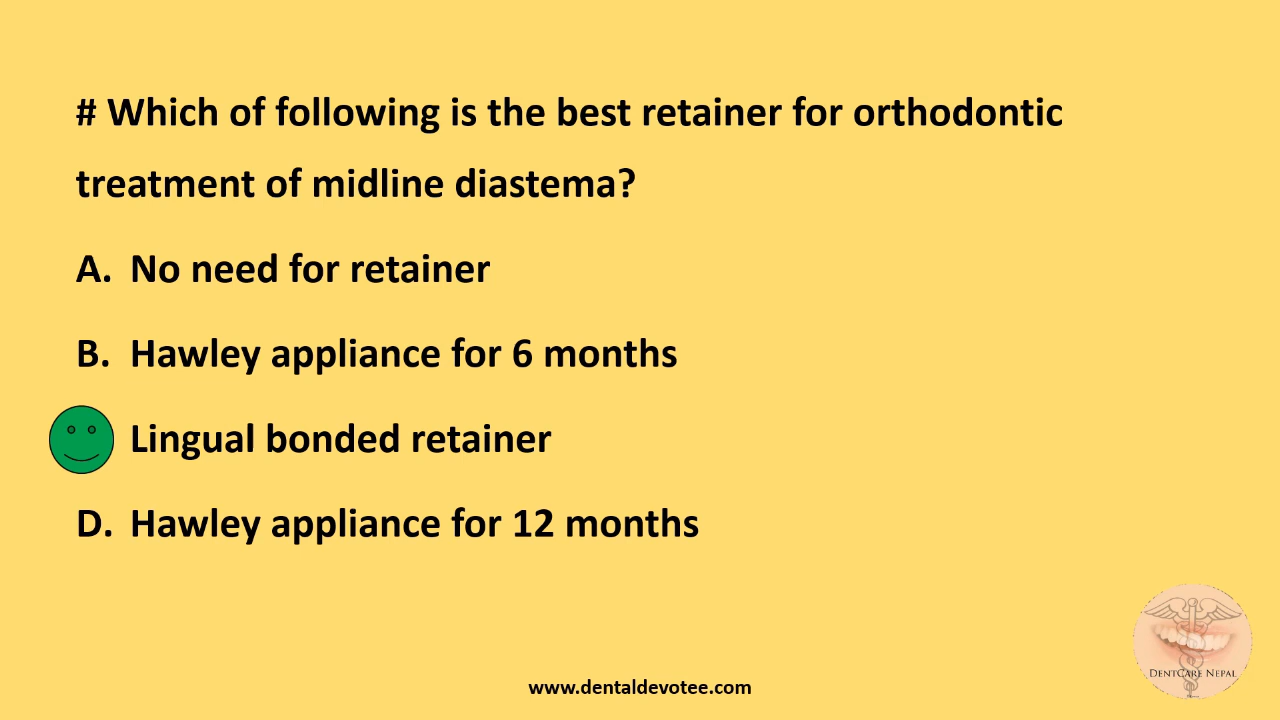 # Which of following is the best retainer for orthodontic
treatment of midline diastema?
A. No need for retainer
B. Hawley appliance for 6 months
Lingual bonded retainer
D. Hawley appliance for 12 months
DENTCARE NEPAL
www.dentaldevotee.com